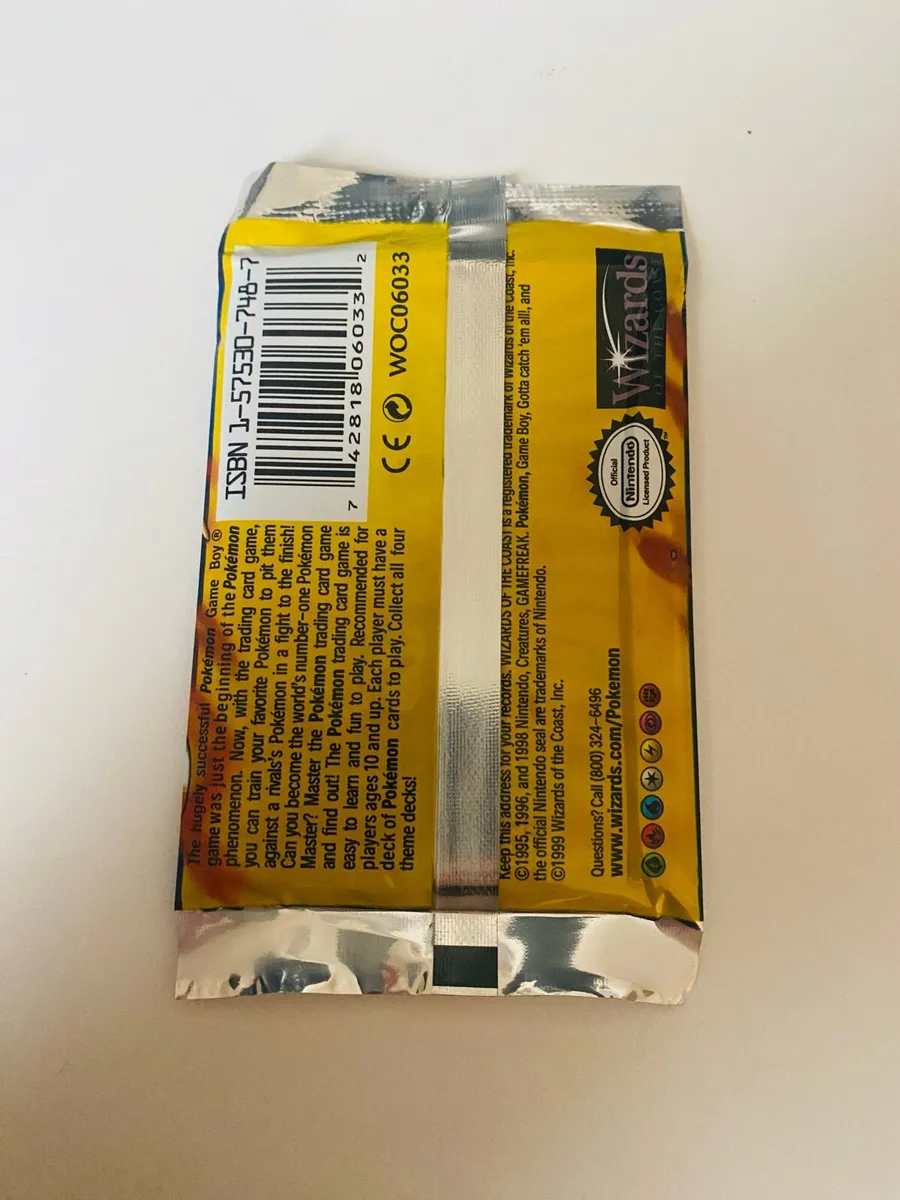 The hugely successful Pokémon Game Boy®
game was just the beginning of the Pokémon
phenomenon. Now, with the trading card game,
you can train your favorite Pokémon to pit them
against a rivals's Pokémon in a fight to the finish!
Can you become the world's number-one Pokémon
Master? Master the Pokémon trading card game
and find out! The Pokémon trading card game is
easy to learn and fun to play. Recommended for
players ages 10 and up. Each player must have a
deck of Pokémon cards to play. Collect all four
theme decks!
ISBN 1-57530-748-7
7 42818 06033 2
CE WOC06033
Keep this address for your records. WIZARDS OF THE COAST is a registered trademark of Wizards of the Coast, Inc.
©1995, 1996, and 1998 Nintendo, Creatures, GAMEFREAK. Pokémon, Game Boy, Gotta catch 'em all!, and
the official Nintendo seal are trademarks of Nintendo.
©1999 Wizards of the Coast, Inc.
Questions? Call (800) 324-6496
www.wizards.com/Pokemon
Official
Nintendo
Licensed Product
TM
Wizards
OF THE COAST